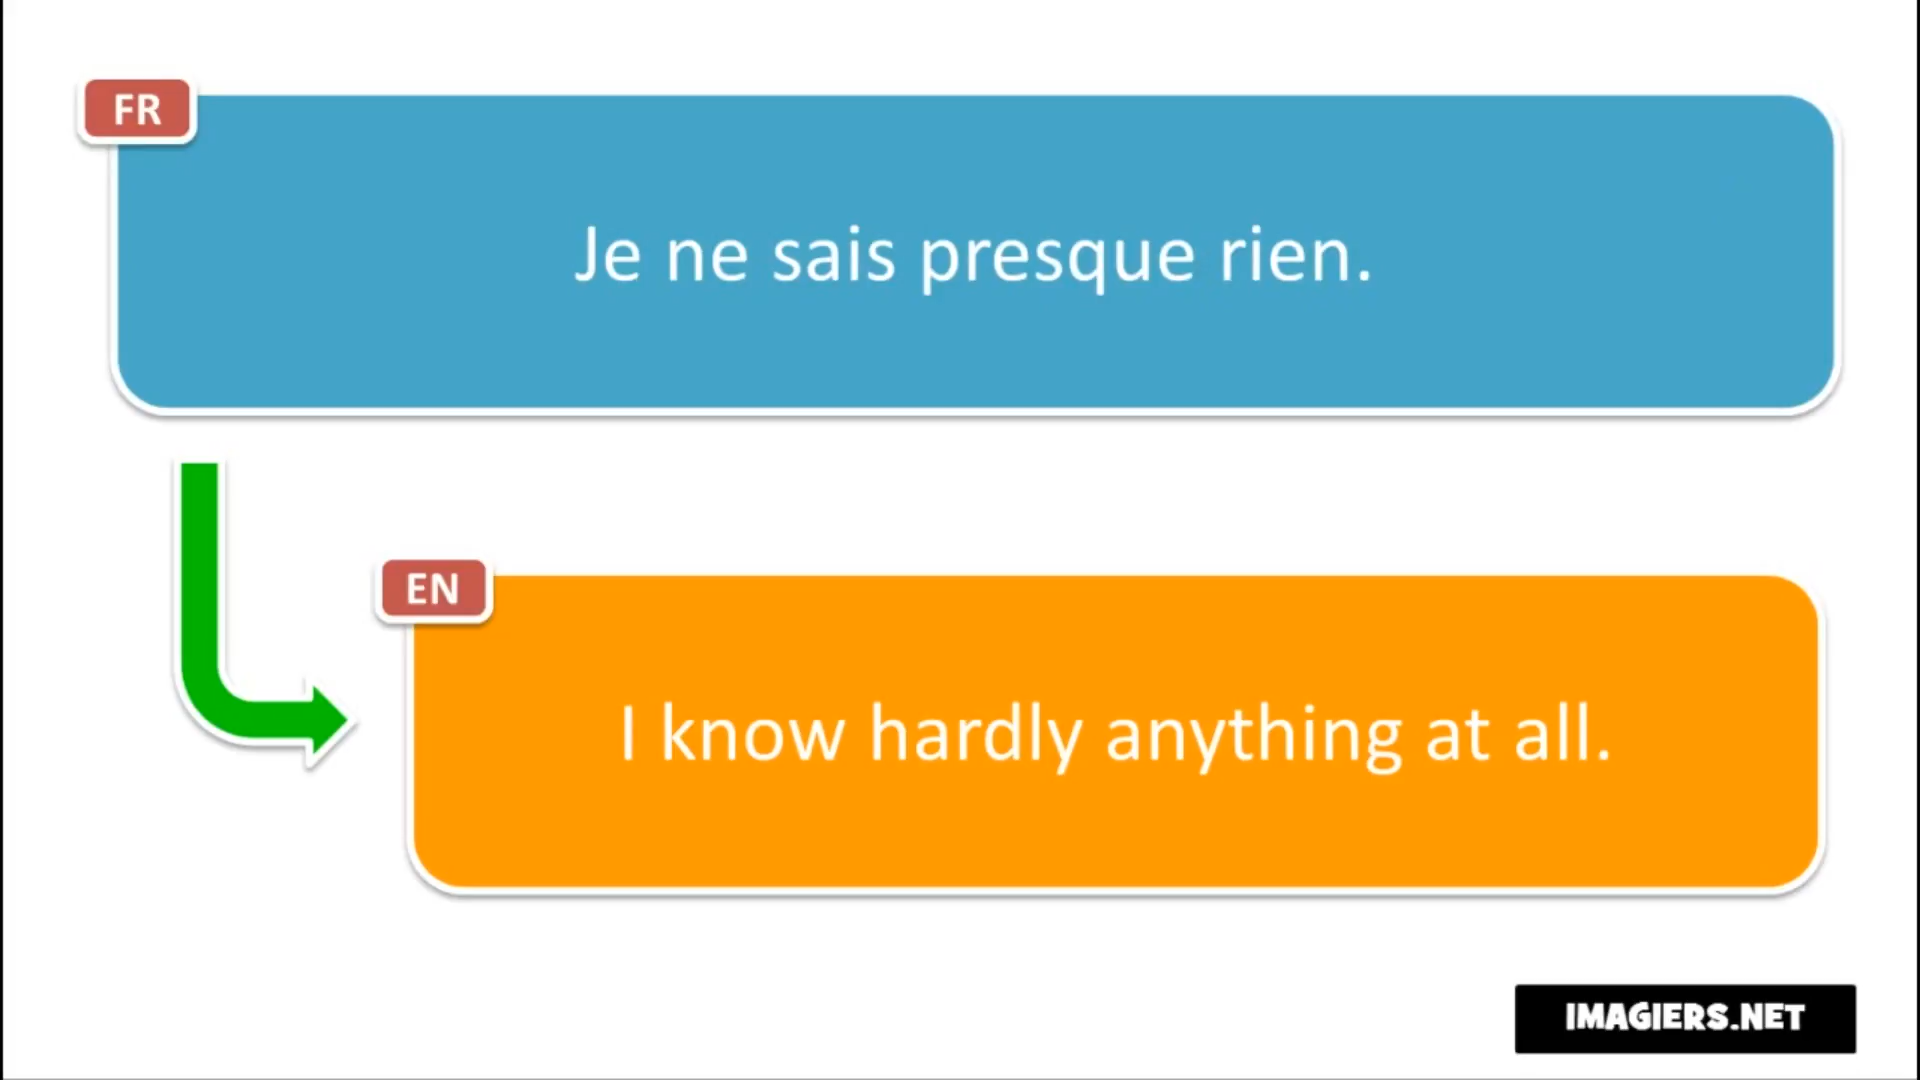 FR
Je ne sais presque rien.
EN
I know hardly anything at all.
IMAGIERS.NET